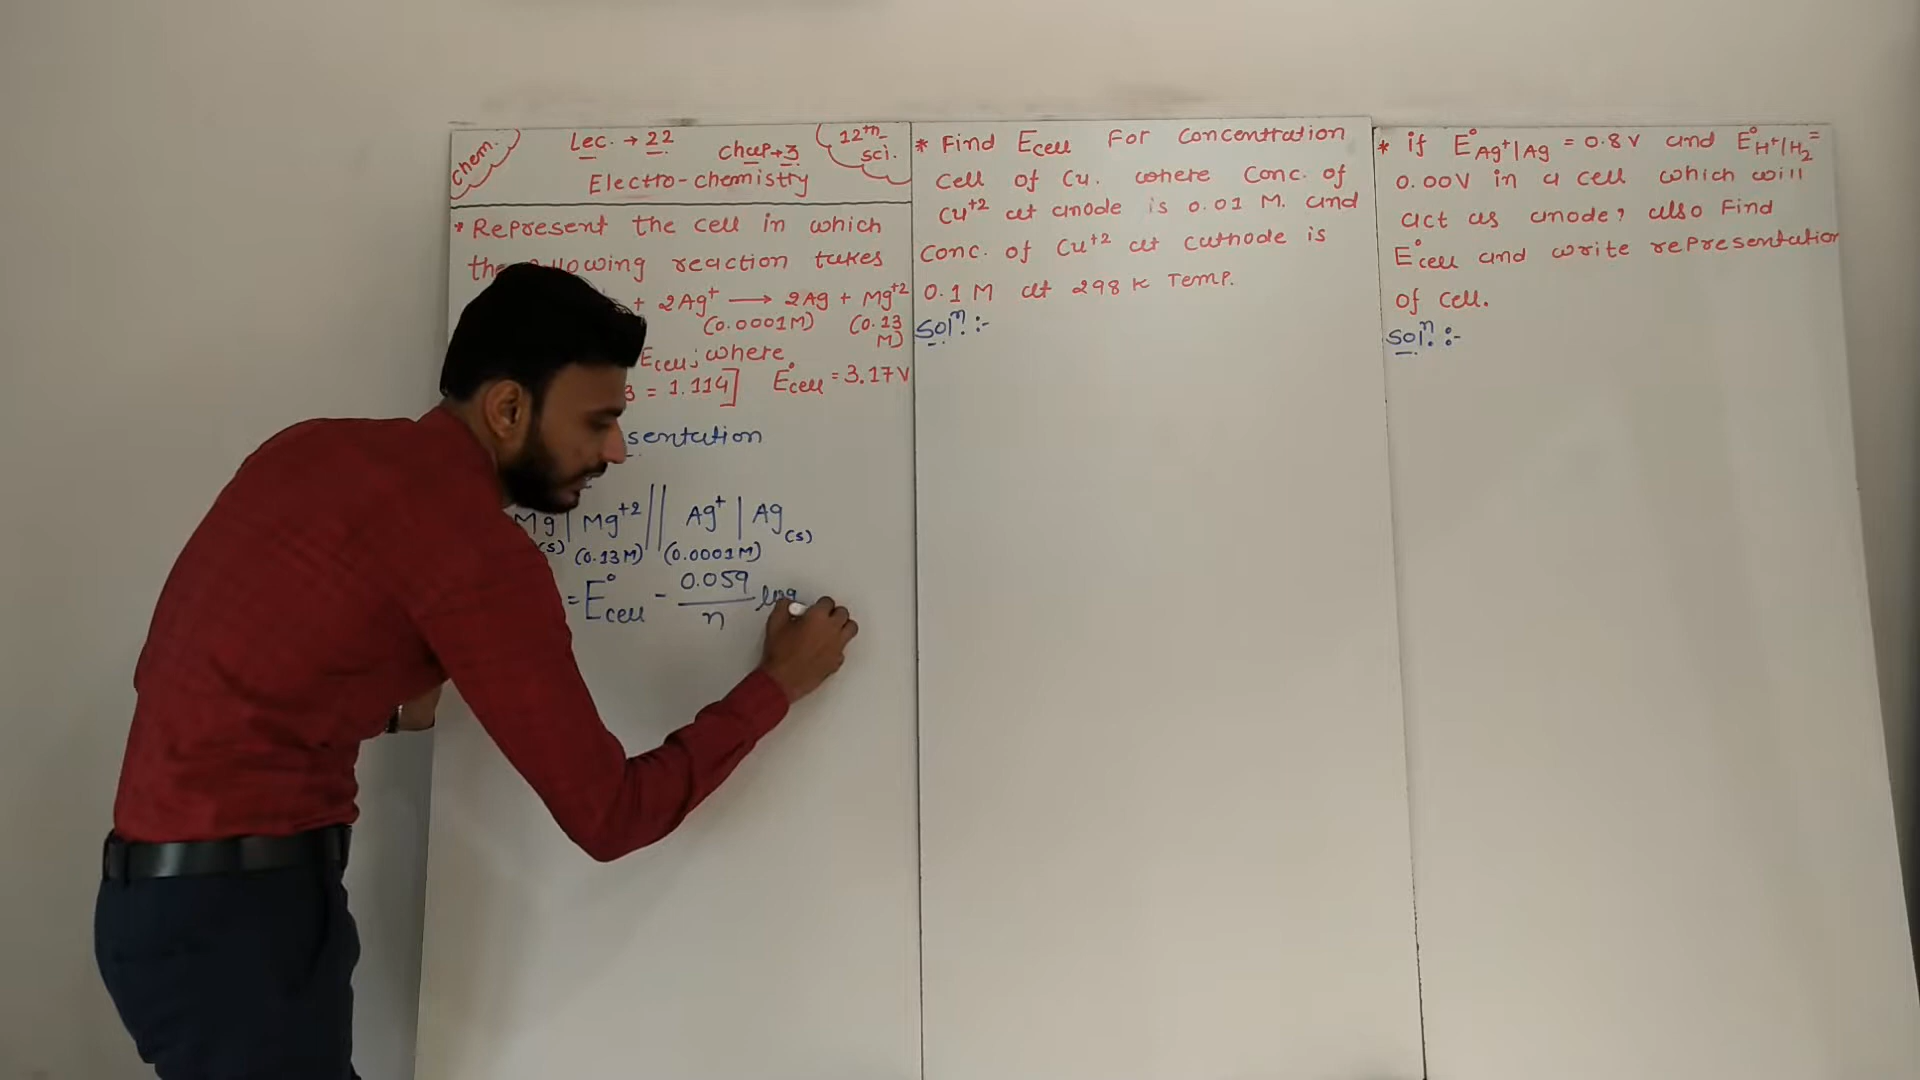 Chem.
Lec. → 22
Chap → 3
12th sci.
Electro-chemistry
* Represent the cell in which
the following reaction takes
+ 2Ag⁺ ⟶ 2Ag + Mg⁺²
(0.0001M) (0.13 M)
Ecell; where
3 = 1.114] E°cell = 3.17V
sentation
Mg | Mg⁺² || Ag⁺ | Ag (s)
(s) (0.13M) (0.0001M)
= E°cell - 0.059/n log
* Find Ecell For concentration
cell of Cu. where conc. of
Cu⁺² at anode is 0.01 M. and
conc. of Cu⁺² at cathode is
0.1 M at 298 K Temp.
Solⁿ. :-
* if E°Ag⁺|Ag = 0.8 V and E°H⁺|H₂ =
0.00V in a cell which will
act as anode, also Find
E°cell and write representation
of cell.
Solⁿ. :-